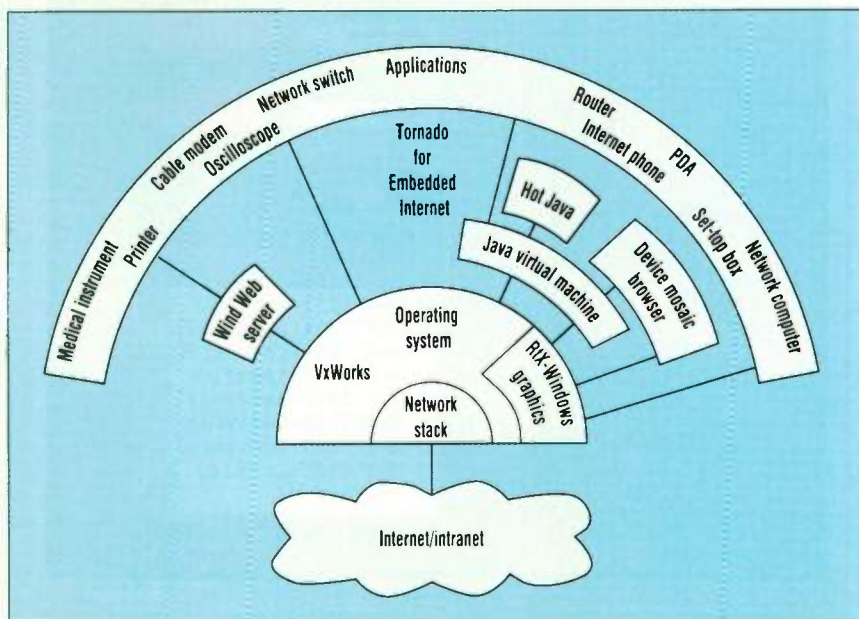 Applications
Network switch
Cable modem
Oscilloscope
Medical instrument
Printer
Router
Internet phone
PDA
Set-top box
Network computer
Tornado
for
Embedded
Internet
Hot Java
Java virtual machine
Device mosaic
browser
Wind Web
server
Operating
system
VxWorks
RtX-Windows
graphics
Network
stack
Internet/intranet